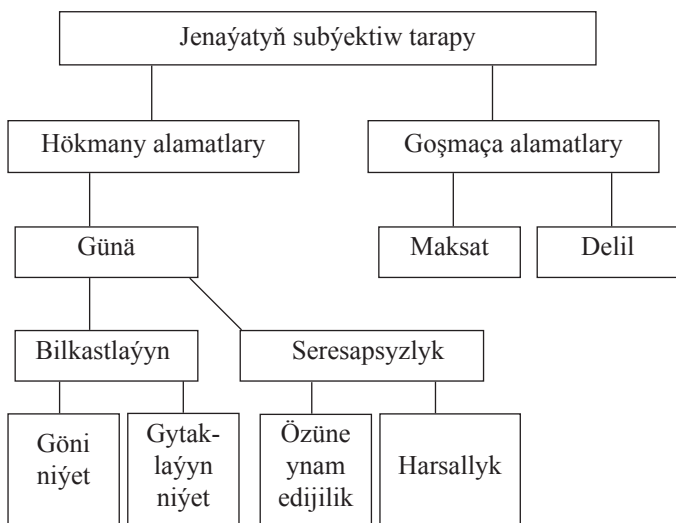 Jenaýatyň subýektiw tarapy
Hökmany alamatlary
Goşmaça alamatlary
Günä
Maksat
Delil
Bilkastlaýyn
Seresapsyzlyk
Göni
niýet
Gytak-
laýyn
niýet
Özüne
ynam
edijilik
Harsallyk